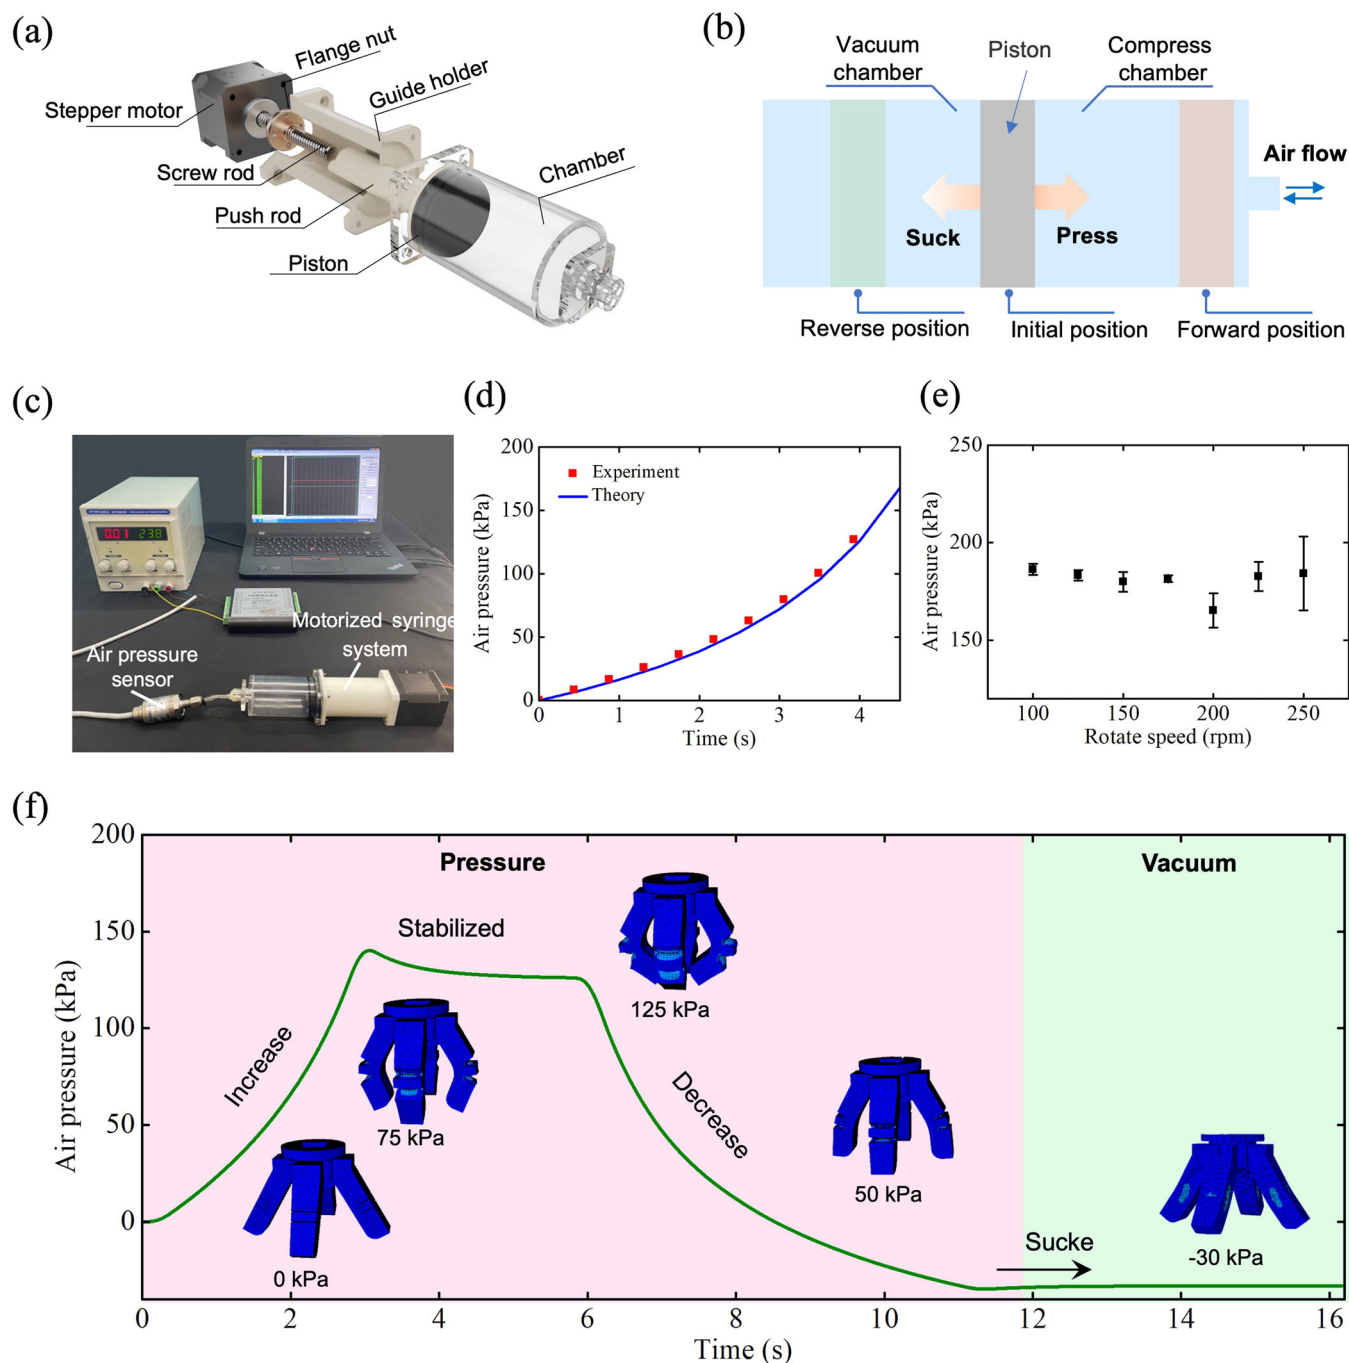 (a)
Flange nut
Guide holder
Stepper motor
Chamber
Screw rod
Push rod
Piston
(b)
Vacuum
chamber
Piston
Compress
chamber
Air flow
Suck
Press
Reverse position
Initial position
Forward position
(c)
0.01 23.8
Motorized syringe
system
Air pressure
sensor
(d)
200
150
100
50
0
Air pressure (kPa)
Experiment
Theory
0 1 2 3 4
Time (s)
(e)
250
200
150
Air pressure (kPa)
100 150 200 250
Rotate speed (rpm)
(f)
200
150
100
50
0
Air pressure (kPa)
Pressure
Vacuum
Stabilized
Increase
Decrease
125 kPa
75 kPa
50 kPa
0 kPa
Sucke
-30 kPa
0 2 4 6 8 10 12 14 16
Time (s)